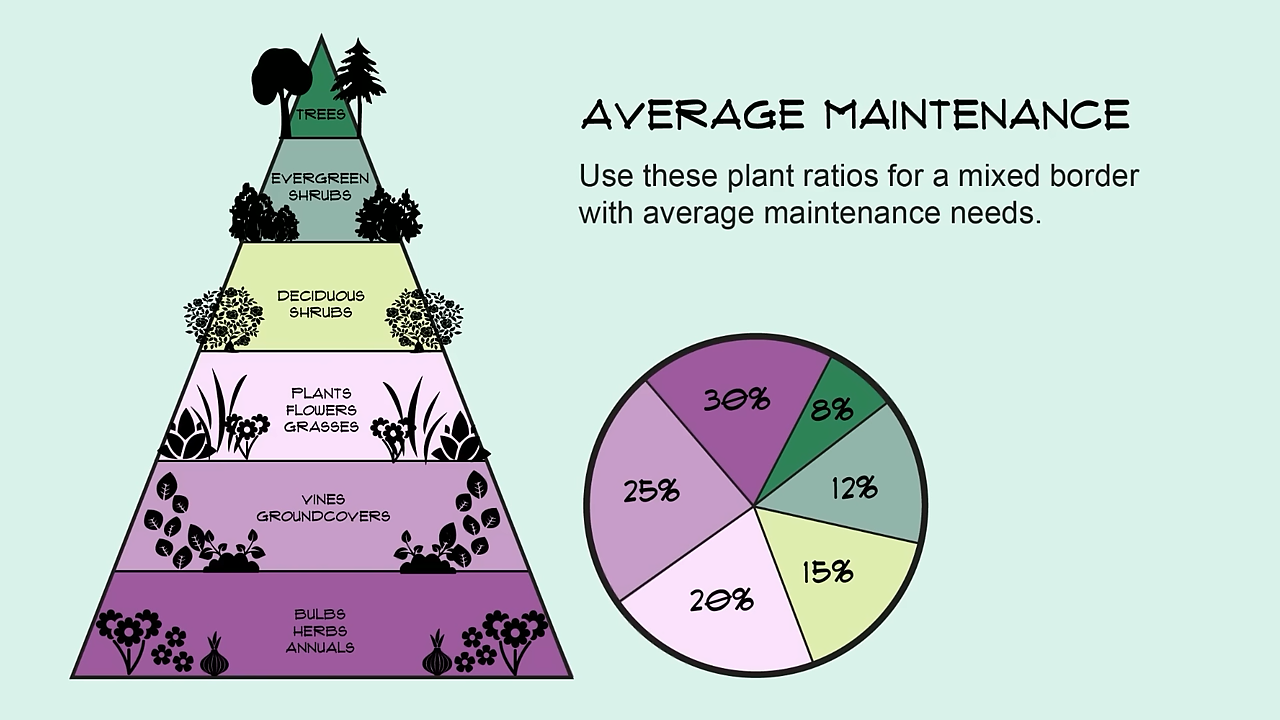 TREES
EVERGREEN
SHRUBS
DECIDUOUS
SHRUBS
PLANTS
FLOWERS
GRASSES
VINES
GROUNDCOVERS
BULBS
HERBS
ANNUALS
AVERAGE MAINTENANCE
Use these plant ratios for a mixed border
with average maintenance needs.
30%
8%
12%
15%
20%
25%